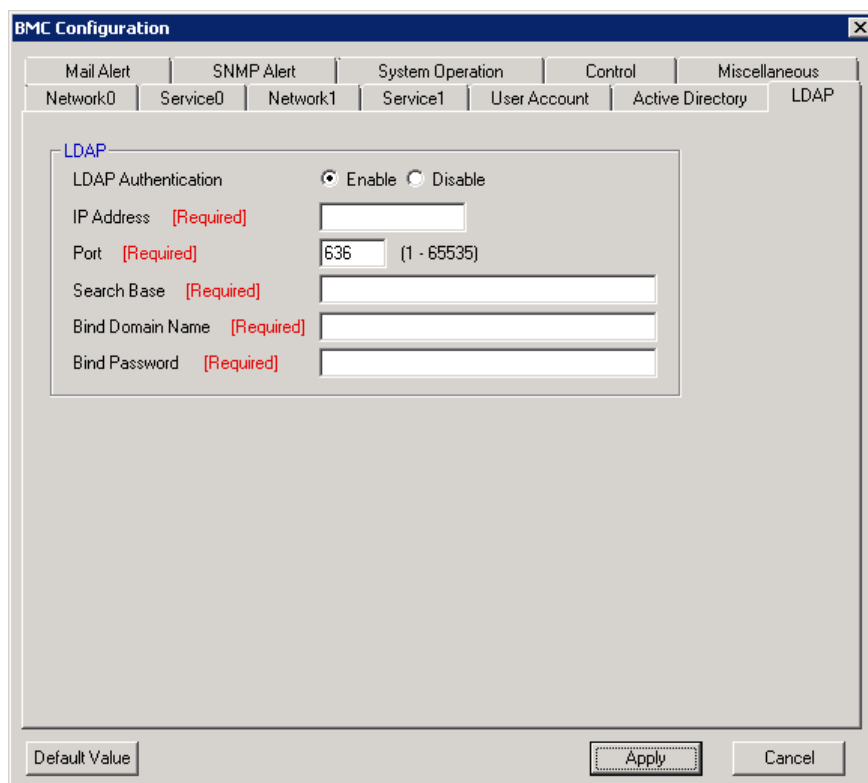 BMC Configuration
Mail Alert SNMP Alert System Operation Control Miscellaneous
Network0 Service0 Network1 Service1 User Account Active Directory LDAP
LDAP
LDAP Authentication Enable Disable
IP Address [Required]
Port [Required] 636 (1 - 65535)
Search Base [Required]
Bind Domain Name [Required]
Bind Password [Required]
Default Value Apply Cancel